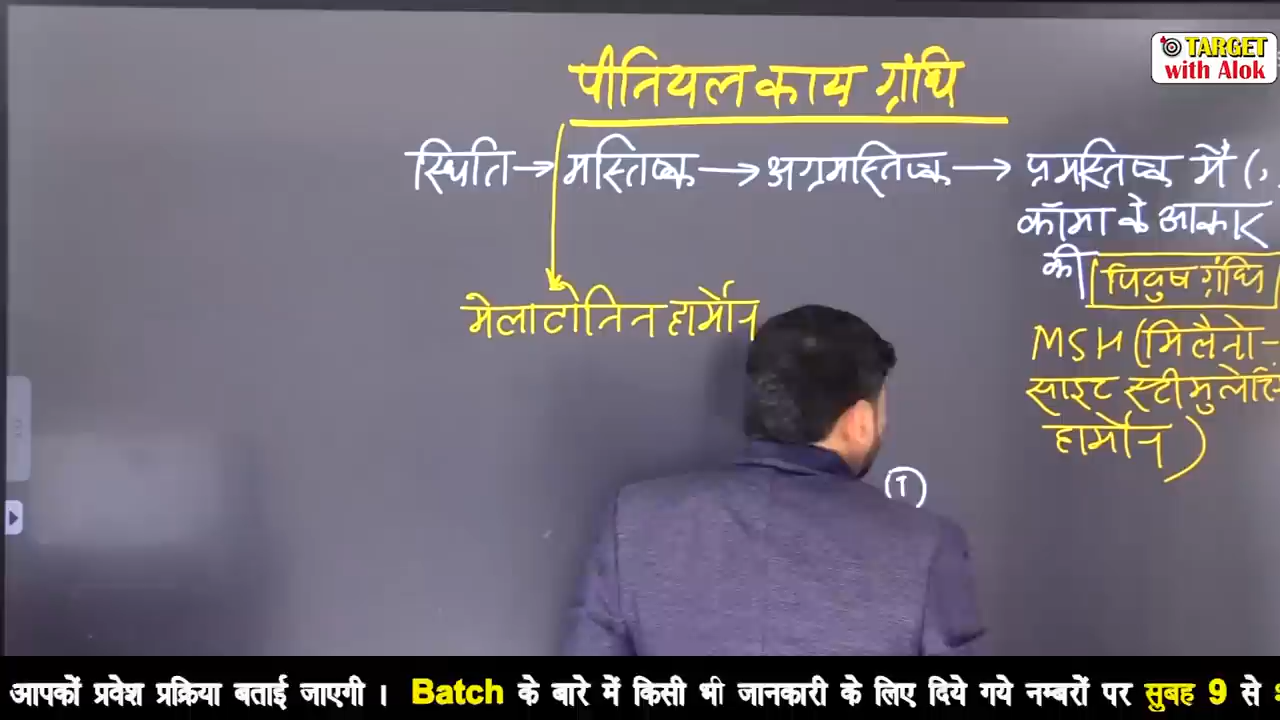 TARGET
with Alok
पीनियल काय ग्रंथि
स्थिति → मस्तिष्क → अग्रमस्तिष्क → प्रमस्तिष्क में (,
कॉमा के आकार
की
पियुष ग्रंथि
मेलाटोनिन हार्मोन
MSH (मिलैनो-
साइट स्टीमुलेटिं
हार्मोन)
1
आपकों प्रवेश प्रक्रिया बताई जाएगी । Batch के बारे में किसी भी जानकारी के लिए दिये गये नम्बरों पर सुबह 9 से